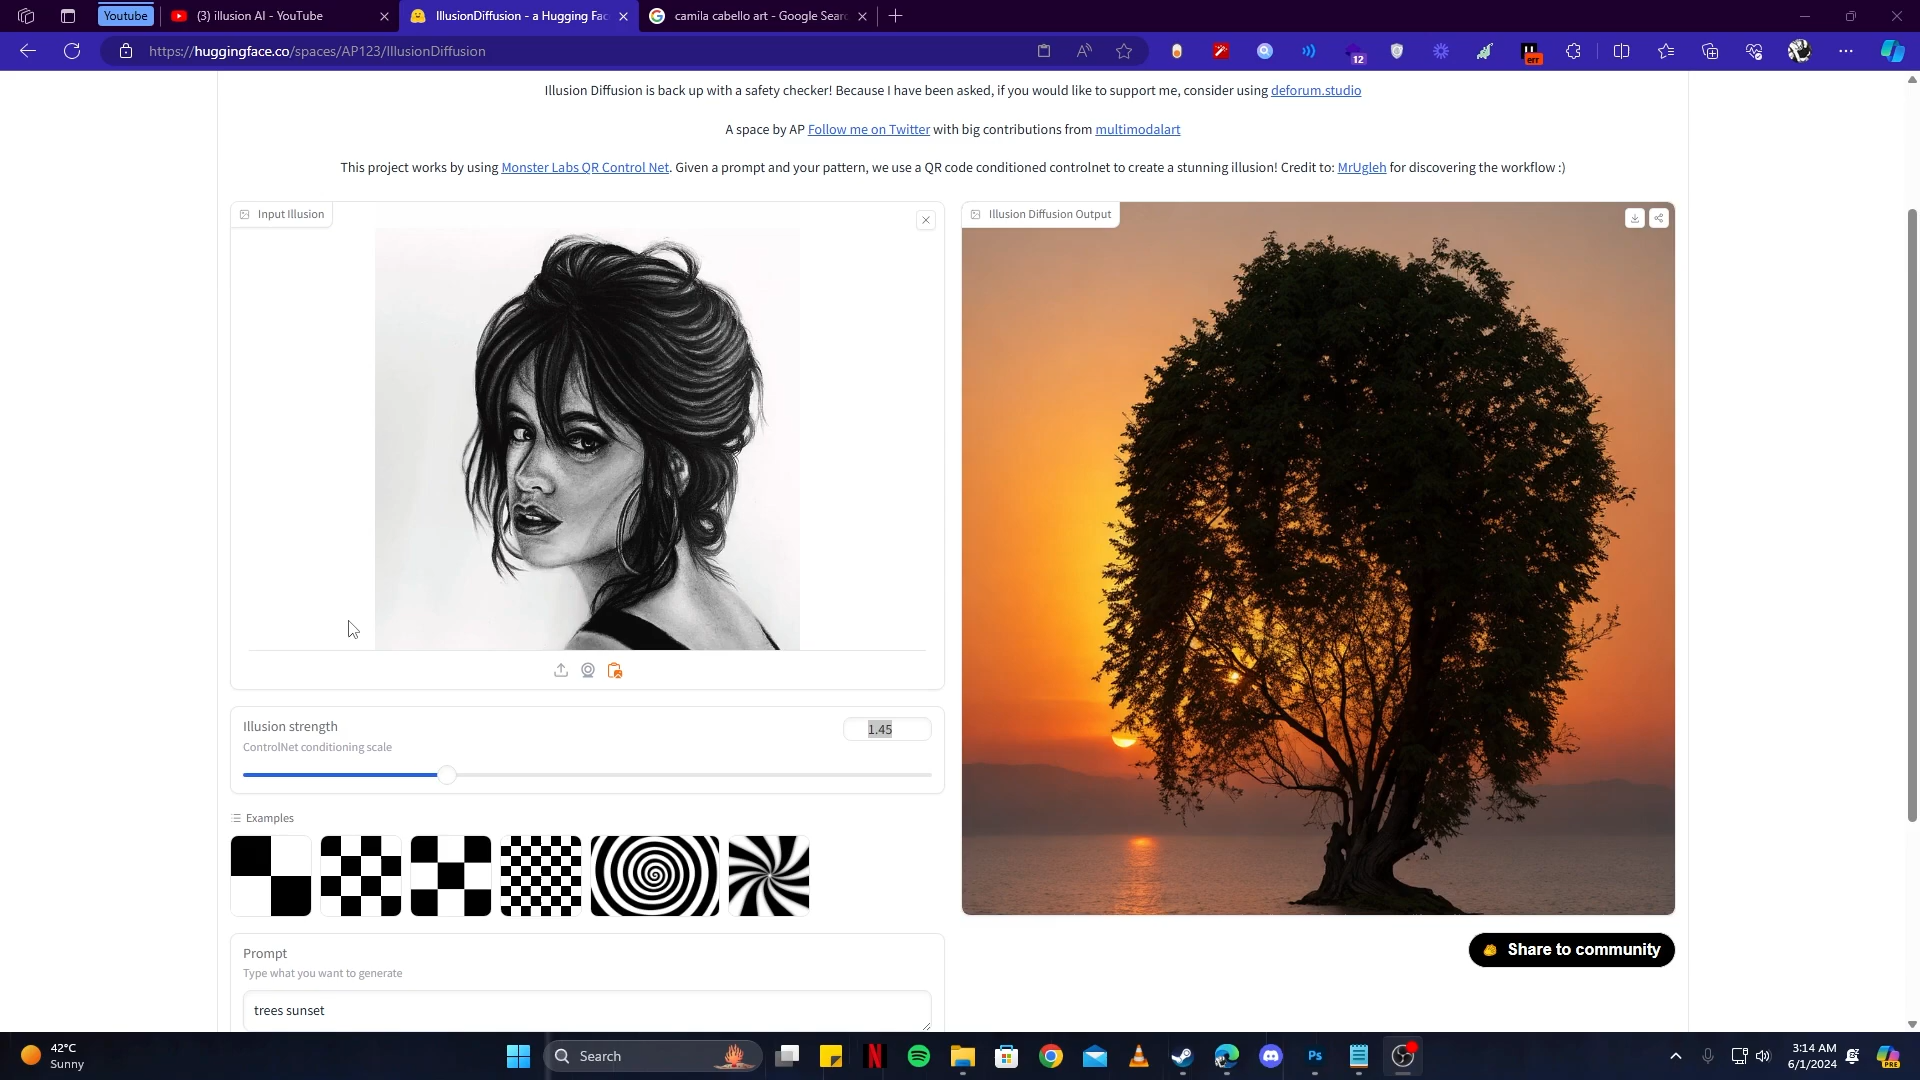 Youtube
(3) illusion AI - YouTube
IllusionDiffusion - a Hugging Fac
camila cabello art - Google Searc
https://huggingface.co/spaces/AP123/IllusionDiffusion
12
err
Illusion Diffusion is back up with a safety checker! Because I have been asked, if you would like to support me, consider using deforum.studio
A space by AP Follow me on Twitter with big contributions from multimodalart
This project works by using Monster Labs QR Control Net. Given a prompt and your pattern, we use a QR code conditioned controlnet to create a stunning illusion! Credit to: MrUgleh for discovering the workflow :)
Input Illusion
Illusion Diffusion Output
Illusion strength
1.45
ControlNet conditioning scale
Examples
Prompt
Type what you want to generate
trees sunset
Share to community
42°C
Sunny
Search
Ps
3:14 AM
6/1/2024
PRE